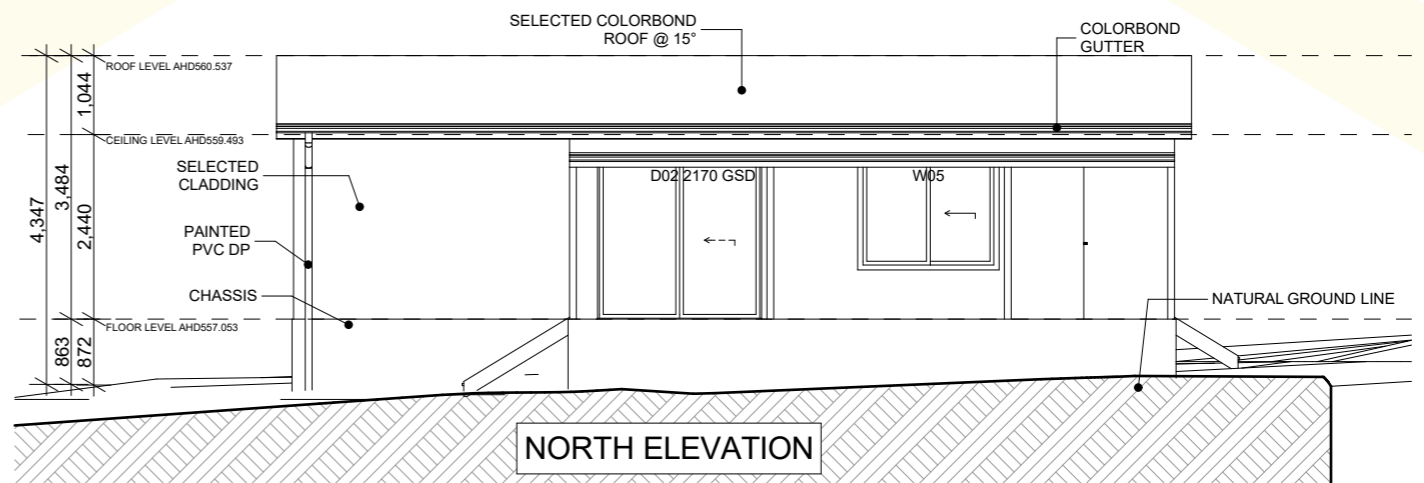 SELECTED COLORBOND
ROOF @ 15°
COLORBOND
GUTTER
ROOF LEVEL AHD560.537
1,044
CEILING LEVEL AHD559.493
SELECTED
CLADDING
D02 2170 GSD
W05
4,347
3,484
2,440
PAINTED
PVC DP
CHASSIS
NATURAL GROUND LINE
FLOOR LEVEL AHD557.053
863
872
NORTH ELEVATION